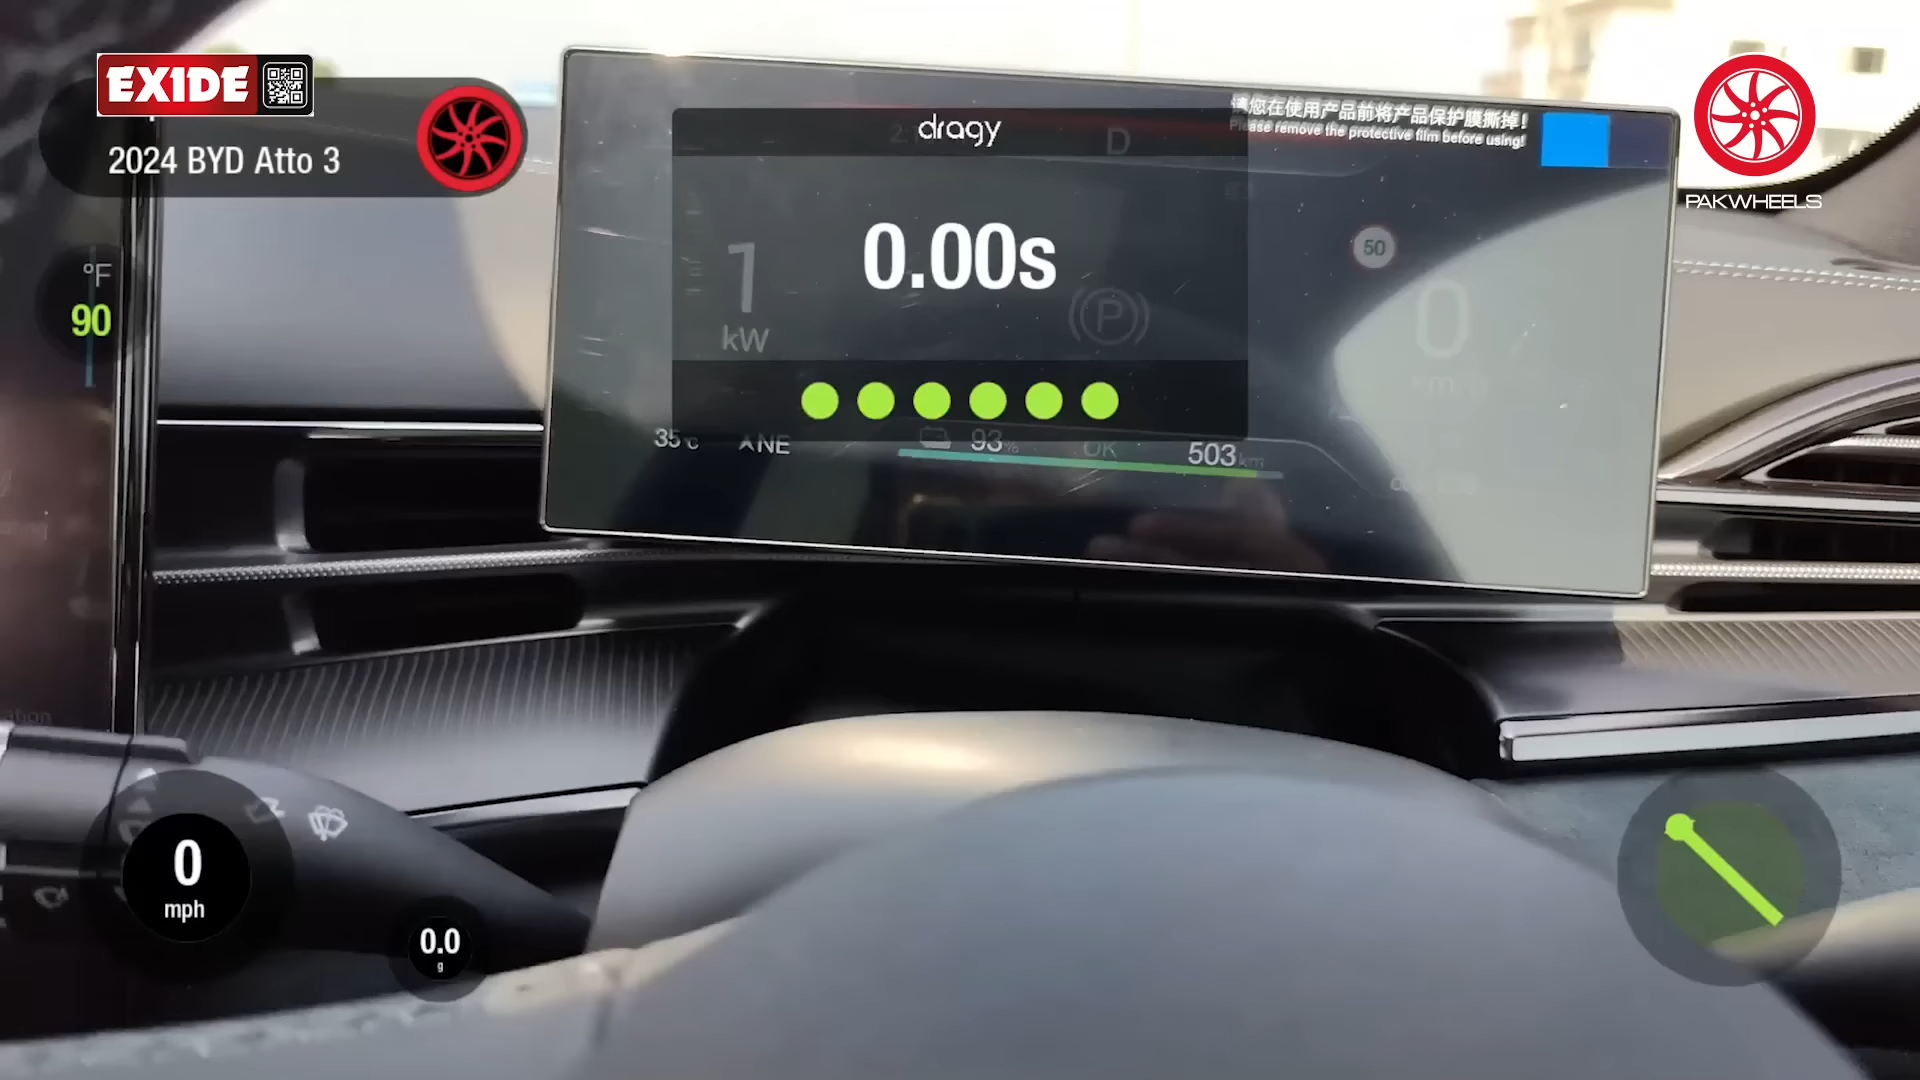 EXIDE
2024 BYD Atto 3
°F
90
dragy
D
请您在使用产品前将产品保护膜撕掉!
Please remove the protective film before using!
PAKWHEELS
0.00s
50
1
kW
P
0
35°c
NE
93%
OK
503km
0
mph
0.0
g